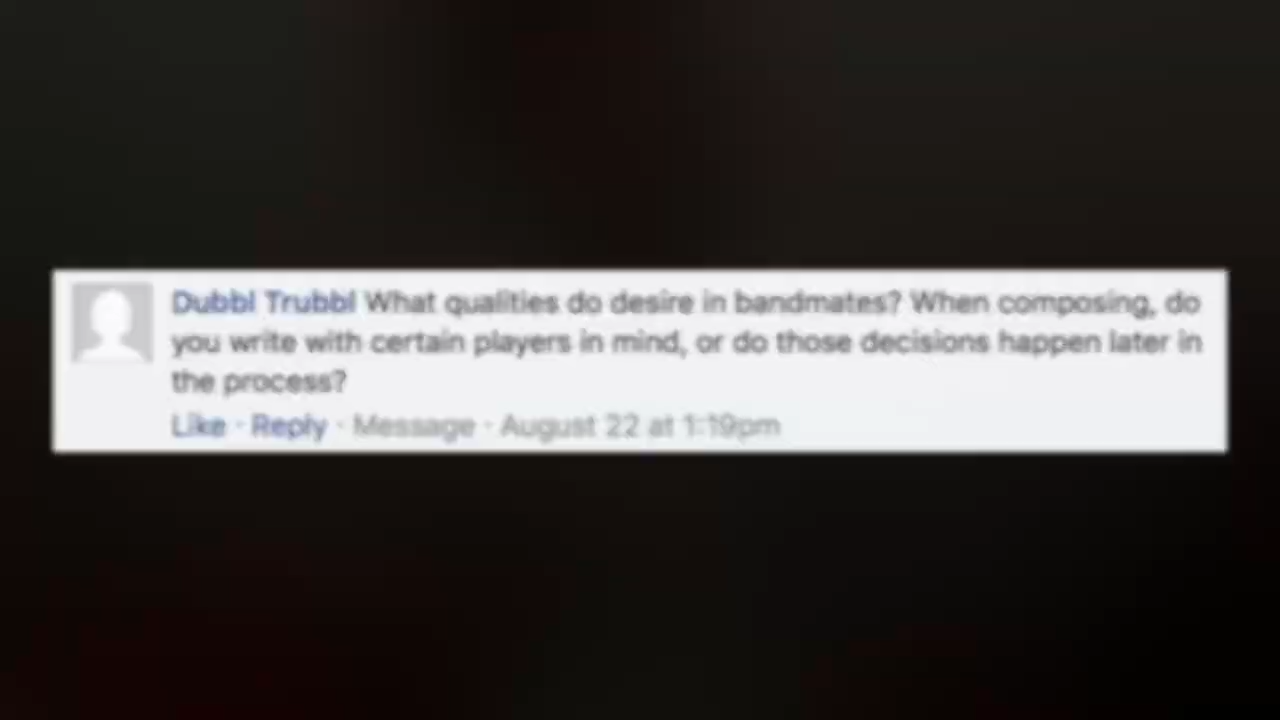 Dubbl Trubbl What qualities do desire in bandmates? When composing, do
you write with certain players in mind, or do those decisions happen later in
the process?
Like · Reply · Message · August 22 at 1:19pm